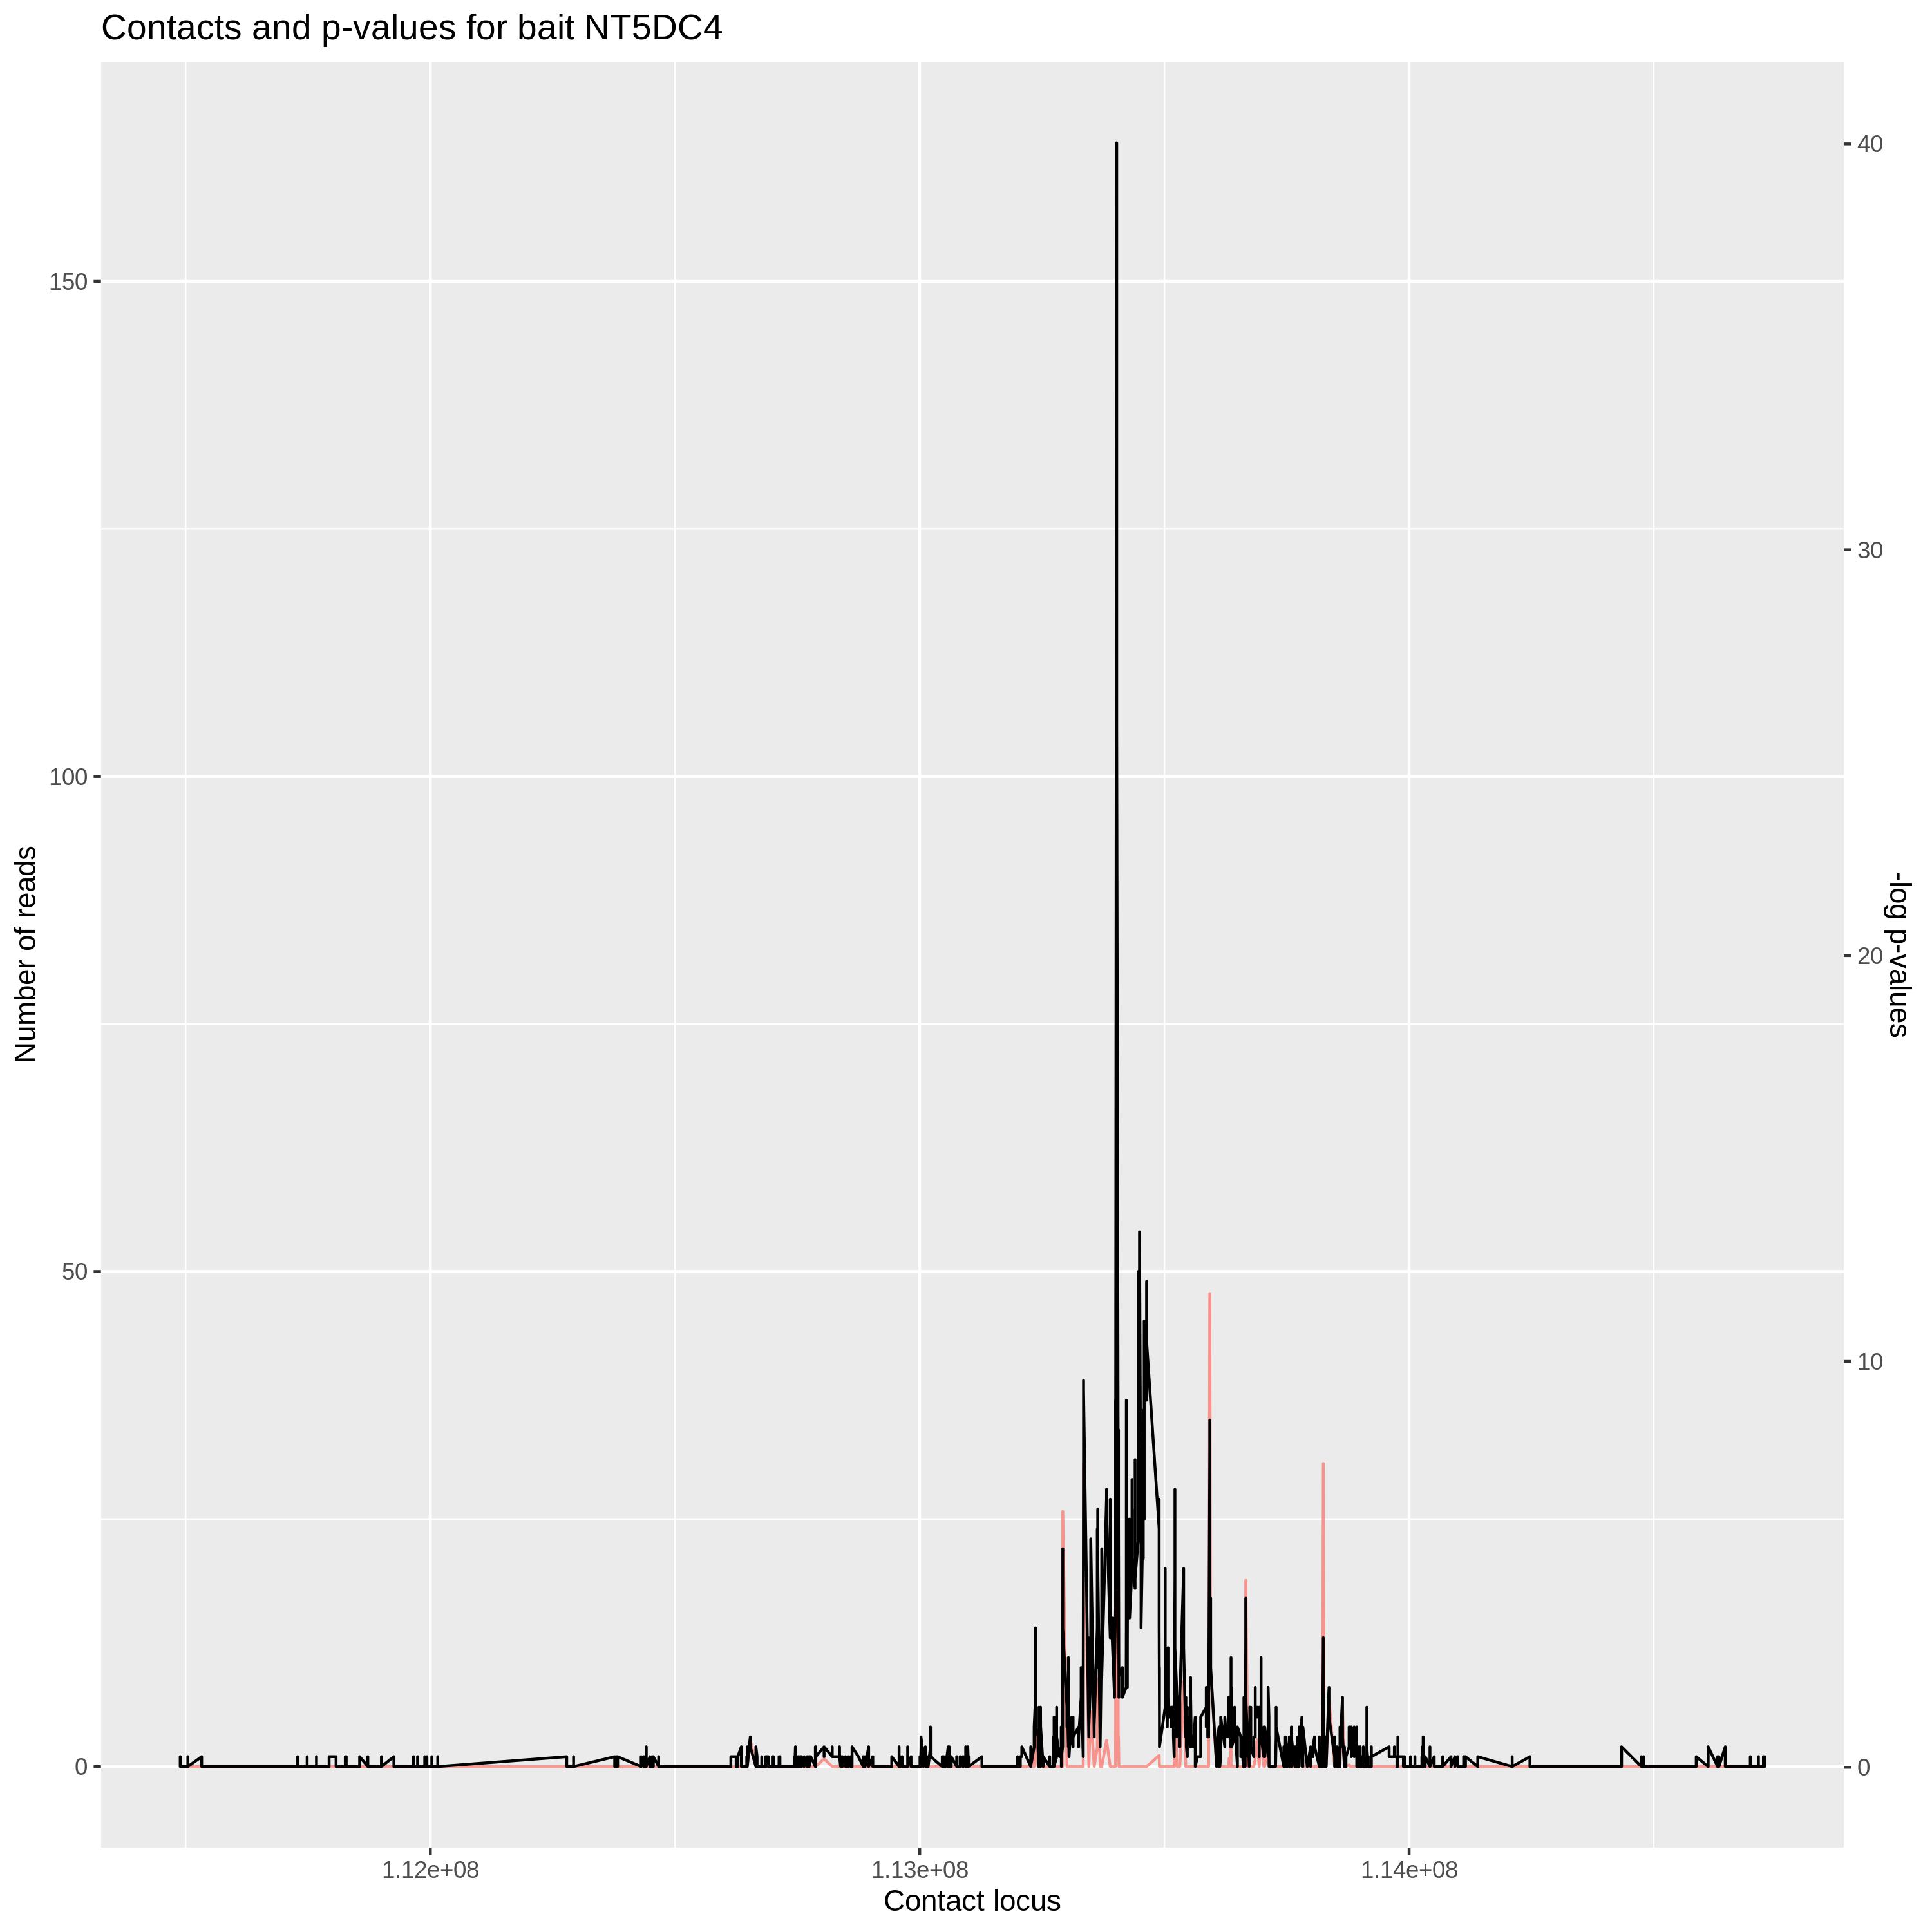 Contacts and p-values for bait NT5DC4
150
100
50
0
Number of reads
40
30
20
10
0
-log p-values
1.12e+08
1.13e+08
1.14e+08
Contact locus